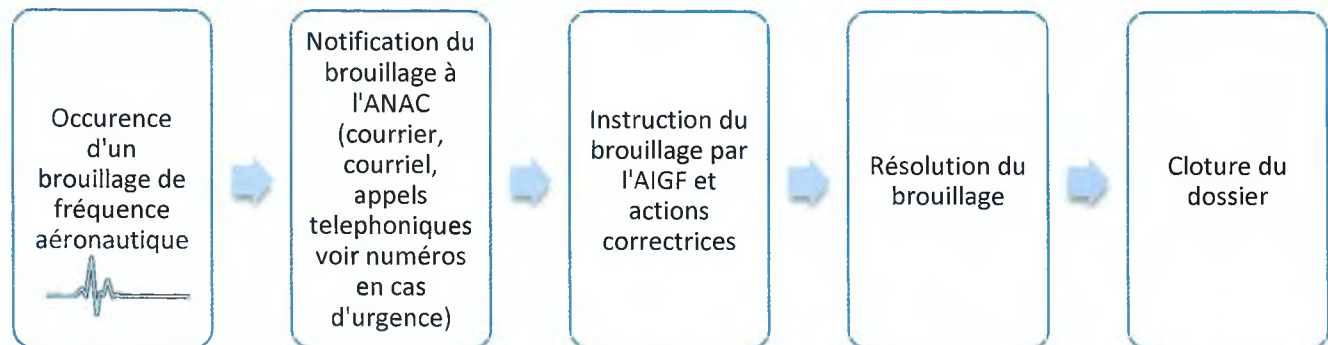 Occurence
d'un
brouillage de
fréquence
aéronautique
Notification du
brouillage à
l'ANAC
(courrier,
courriel,
appels
telephoniques
voir numéros
en cas
d'urgence)
Instruction du
brouillage par
l'AIGF et
actions
correctrices
Résolution du
brouillage
Cloture du
dossier